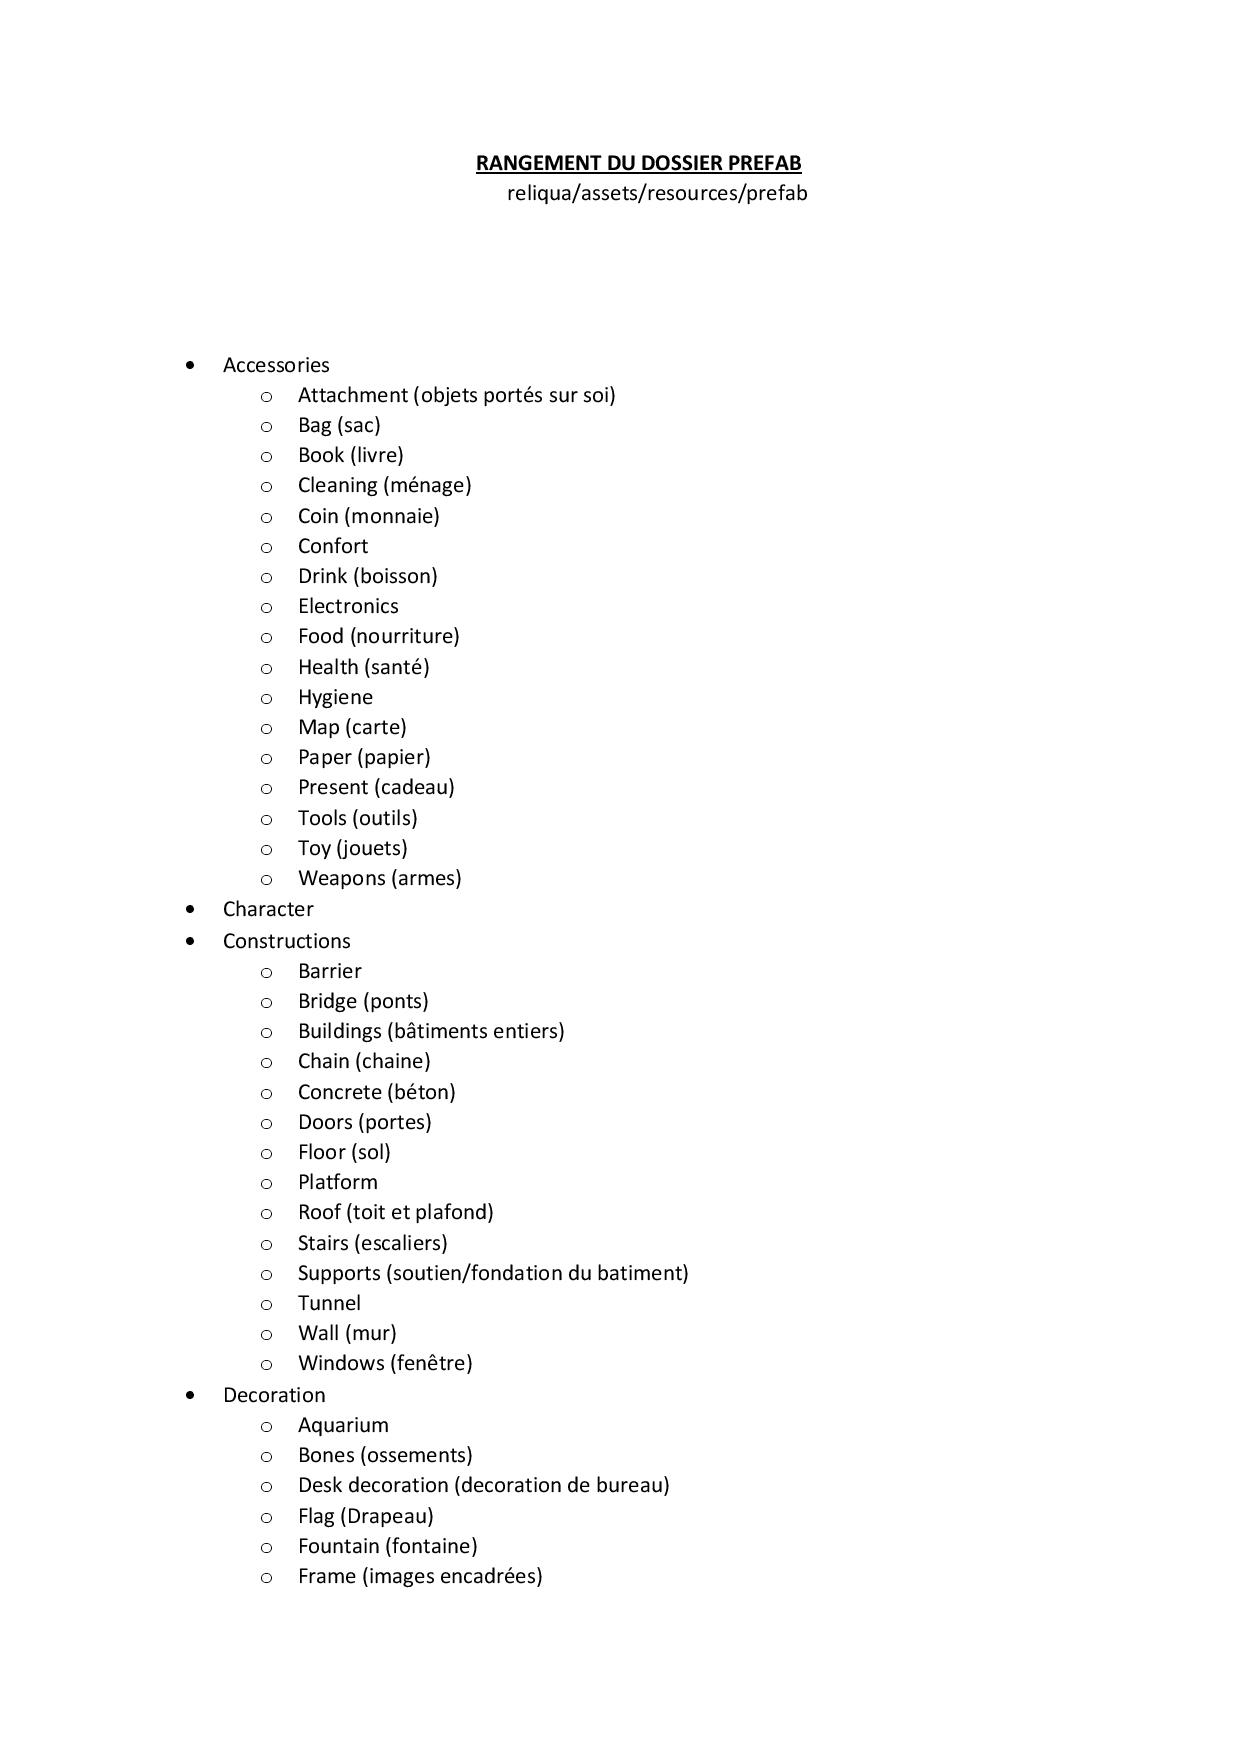 RANGEMENT DU DOSSIER PREFAB
reliqua/assets/resources/prefab
• Accessories
o Attachment (objets portés sur soi)
o Bag (sac)
o Book (livre)
o Cleaning (ménage)
o Coin (monnaie)
o Confort
o Drink (boisson)
o Electronics
o Food (nourriture)
o Health (santé)
o Hygiene
o Map (carte)
o Paper (papier)
o Present (cadeau)
o Tools (outils)
o Toy (jouets)
o Weapons (armes)
• Character
• Constructions
o Barrier
o Bridge (ponts)
o Buildings (bâtiments entiers)
o Chain (chaine)
o Concrete (béton)
o Doors (portes)
o Floor (sol)
o Platform
o Roof (toit et plafond)
o Stairs (escaliers)
o Supports (soutien/fondation du batiment)
o Tunnel
o Wall (mur)
o Windows (fenêtre)
• Decoration
o Aquarium
o Bones (ossements)
o Desk decoration (decoration de bureau)
o Flag (Drapeau)
o Fountain (fontaine)
o Frame (images encadrées)